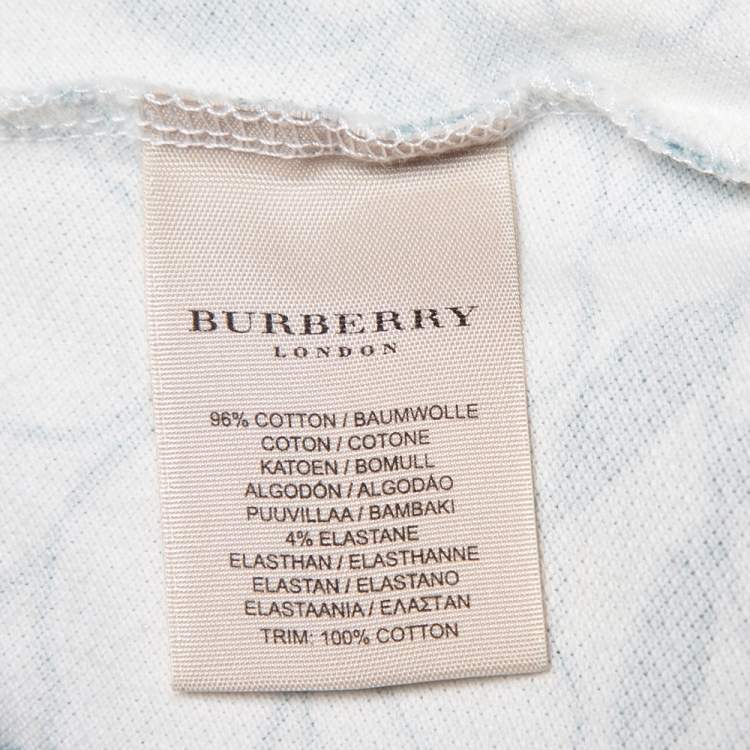 BURBERRY
LONDON
96% COTTON / BAUMWOLLE
COTON / COTONE
KATOEN / BOMULL
ALGODÓN / ALGODÃO
PUUVILLAA / BAMBAKI
4% ELASTANE
ELASTHAN / ELASTHANNE
ELASTAN / ELASTANO
ELASTAANIA / ΕΛΑΣΤΑΝ
TRIM: 100% COTTON